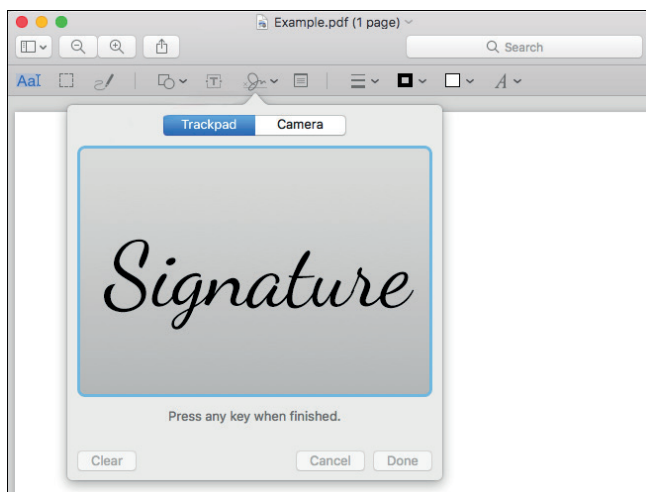 Example.pdf (1 page)
Search
AaI T A
Trackpad Camera
Signature
Press any key when finished.
Clear Cancel Done